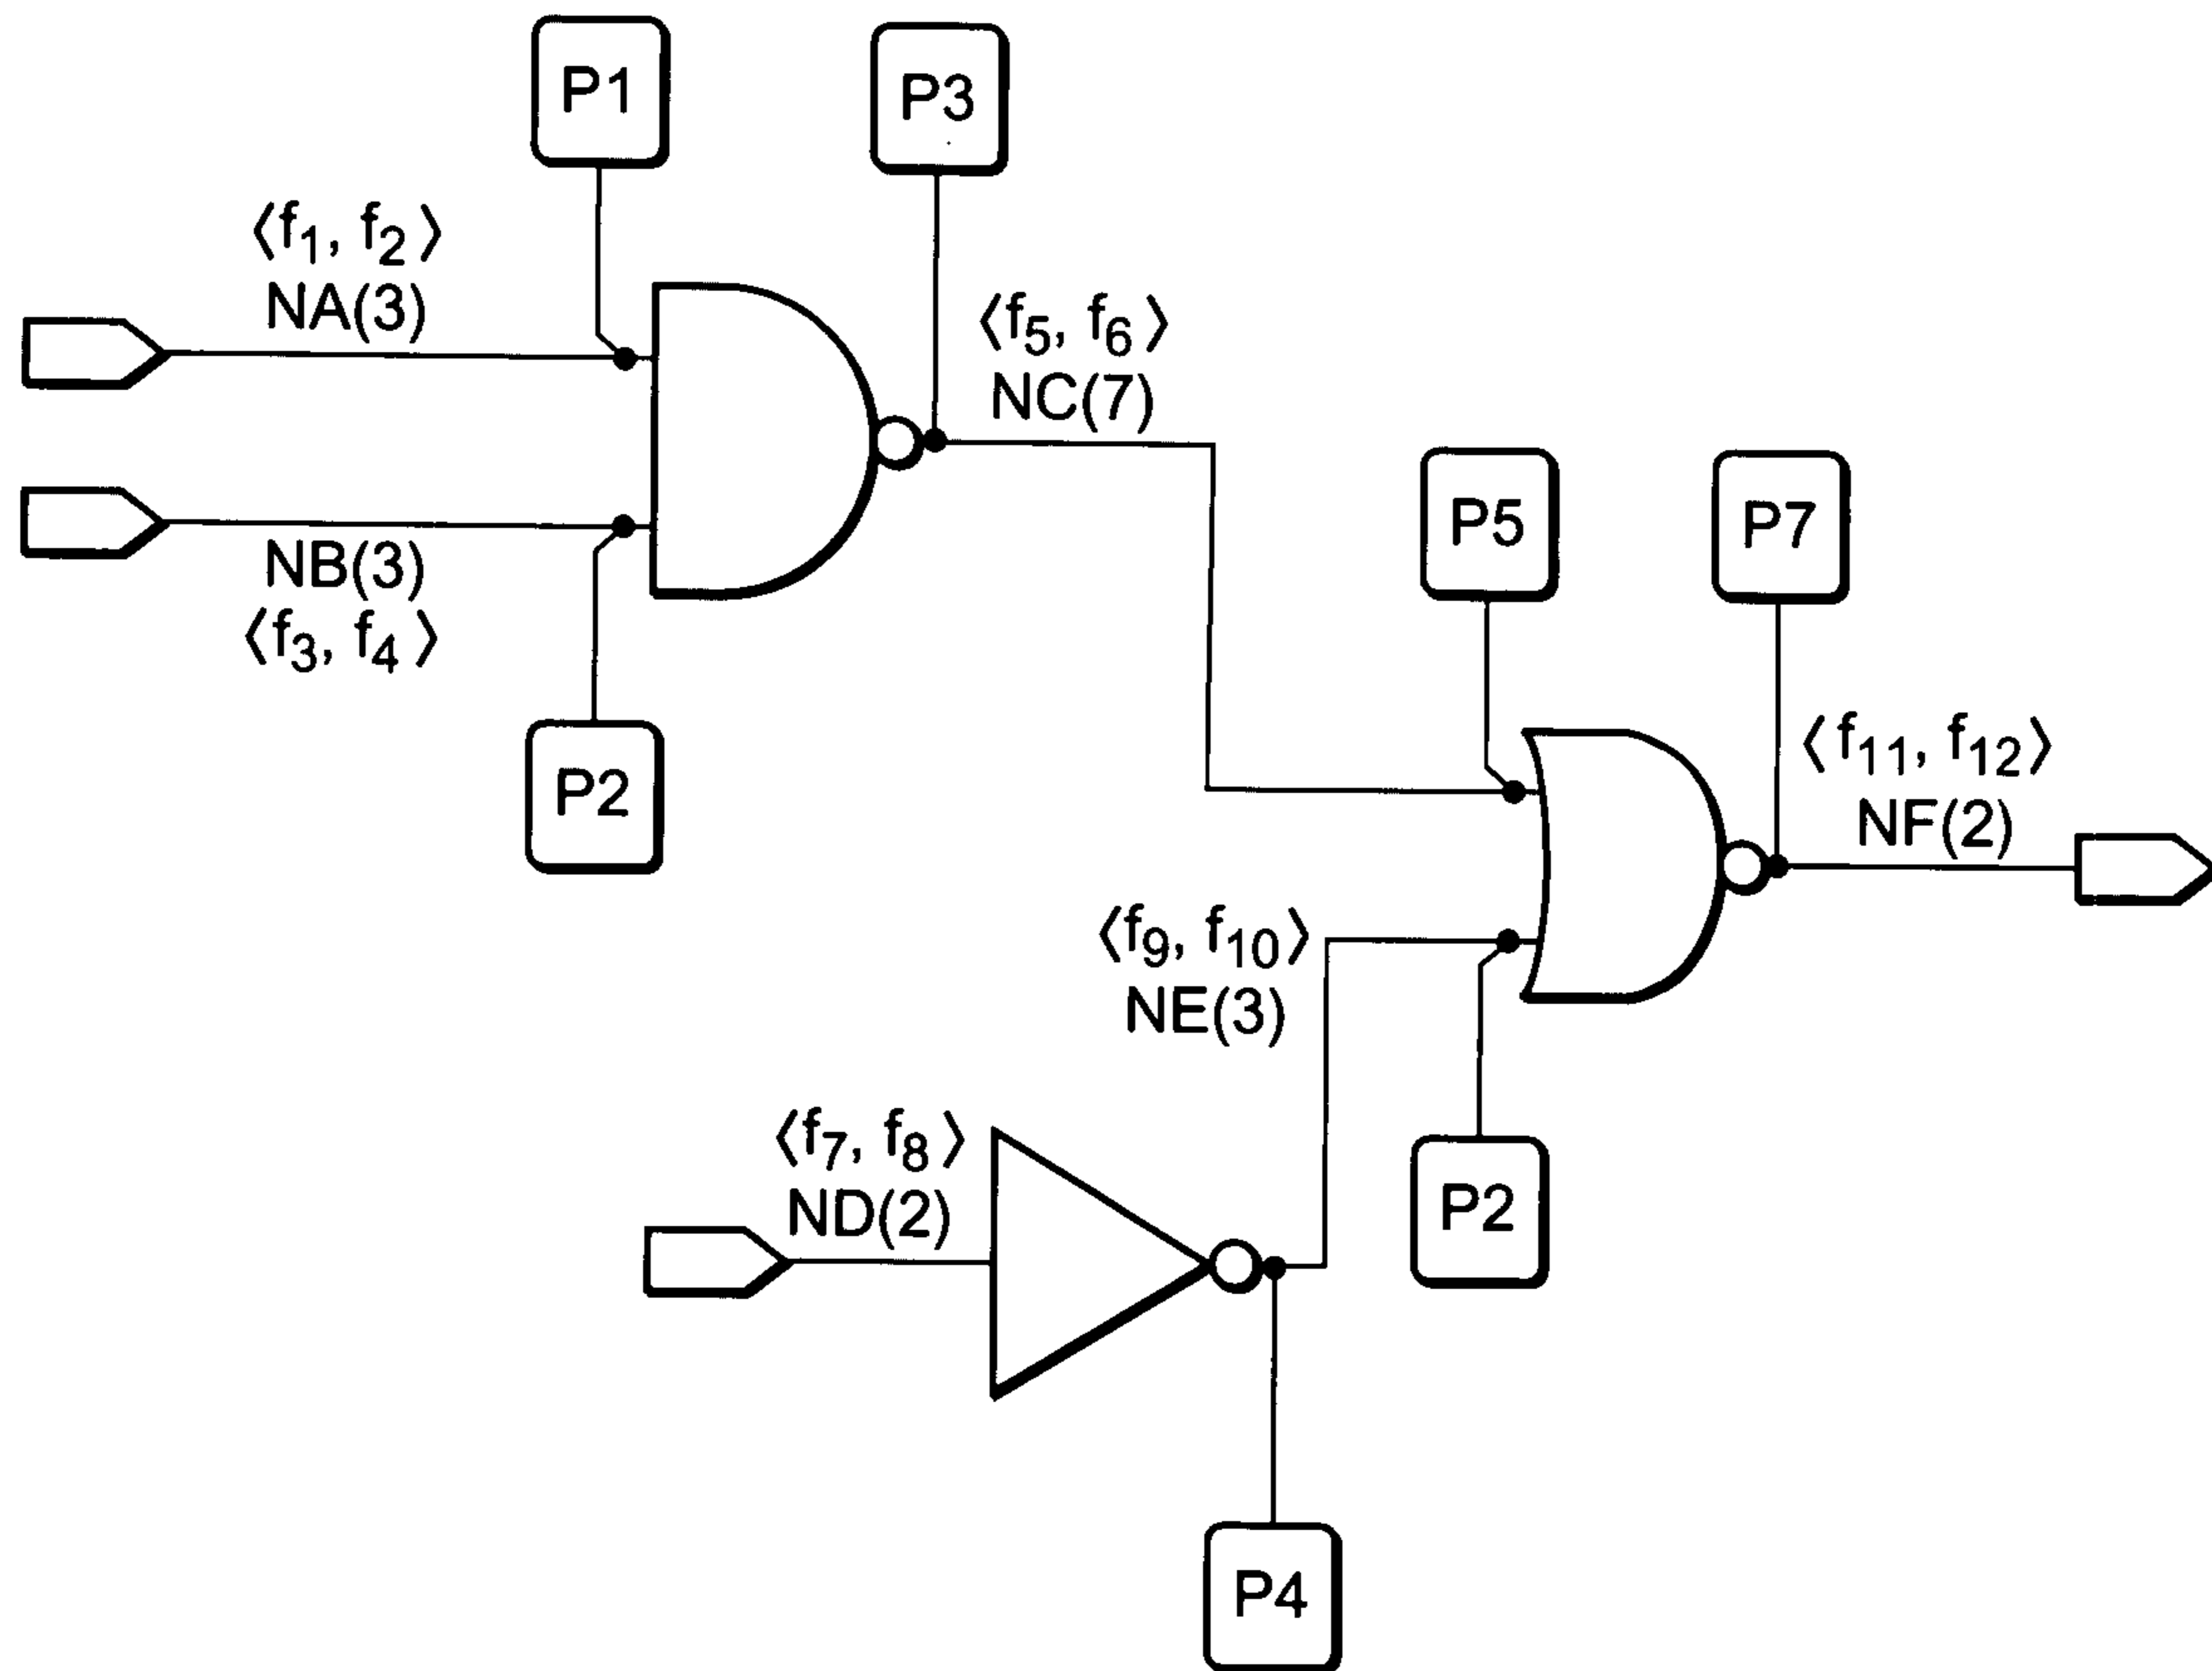 P1
P3
⟨f₁, f₂⟩
NA(3)
⟨f₅, f₆⟩
NC(7)
NB(3)
⟨f₃, f₄⟩
P2
P5
P7
⟨f₁₁, f₁₂⟩
NF(2)
⟨f₉, f₁₀⟩
NE(3)
⟨f₇, f₈⟩
ND(2)
P2
P4